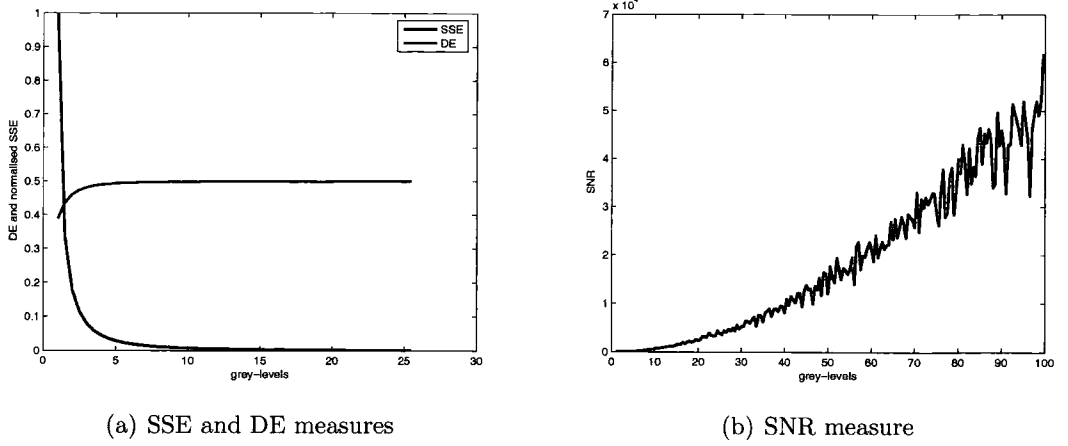 SSE
DE
1
0.9
0.8
0.7
0.6
0.5
0.4
0.3
0.2
0.1
0
DE and normalised SSE
0 5 10 15 20 25 30
grey-levels
(a) SSE and DE measures
7
6
5
4
3
2
1
0
SNR
0 10 20 30 40 50 60 70 80 90 100
grey-levels
(b) SNR measure